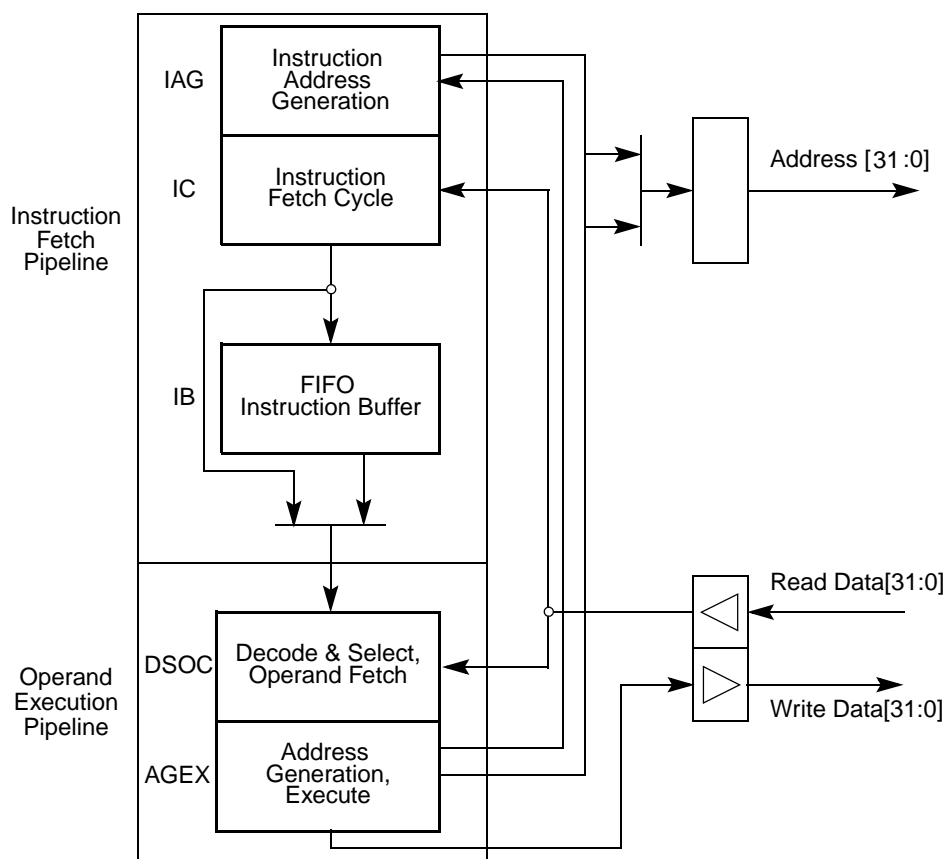 IAG
Instruction
Address
Generation
IC
Instruction
Fetch Cycle
Address [31:0]
Instruction
Fetch
Pipeline
IB
FIFO
Instruction Buffer
Read Data[31:0]
DSOC
Decode & Select,
Operand Fetch
Operand
Execution
Pipeline
Write Data[31:0]
AGEX
Address
Generation,
Execute